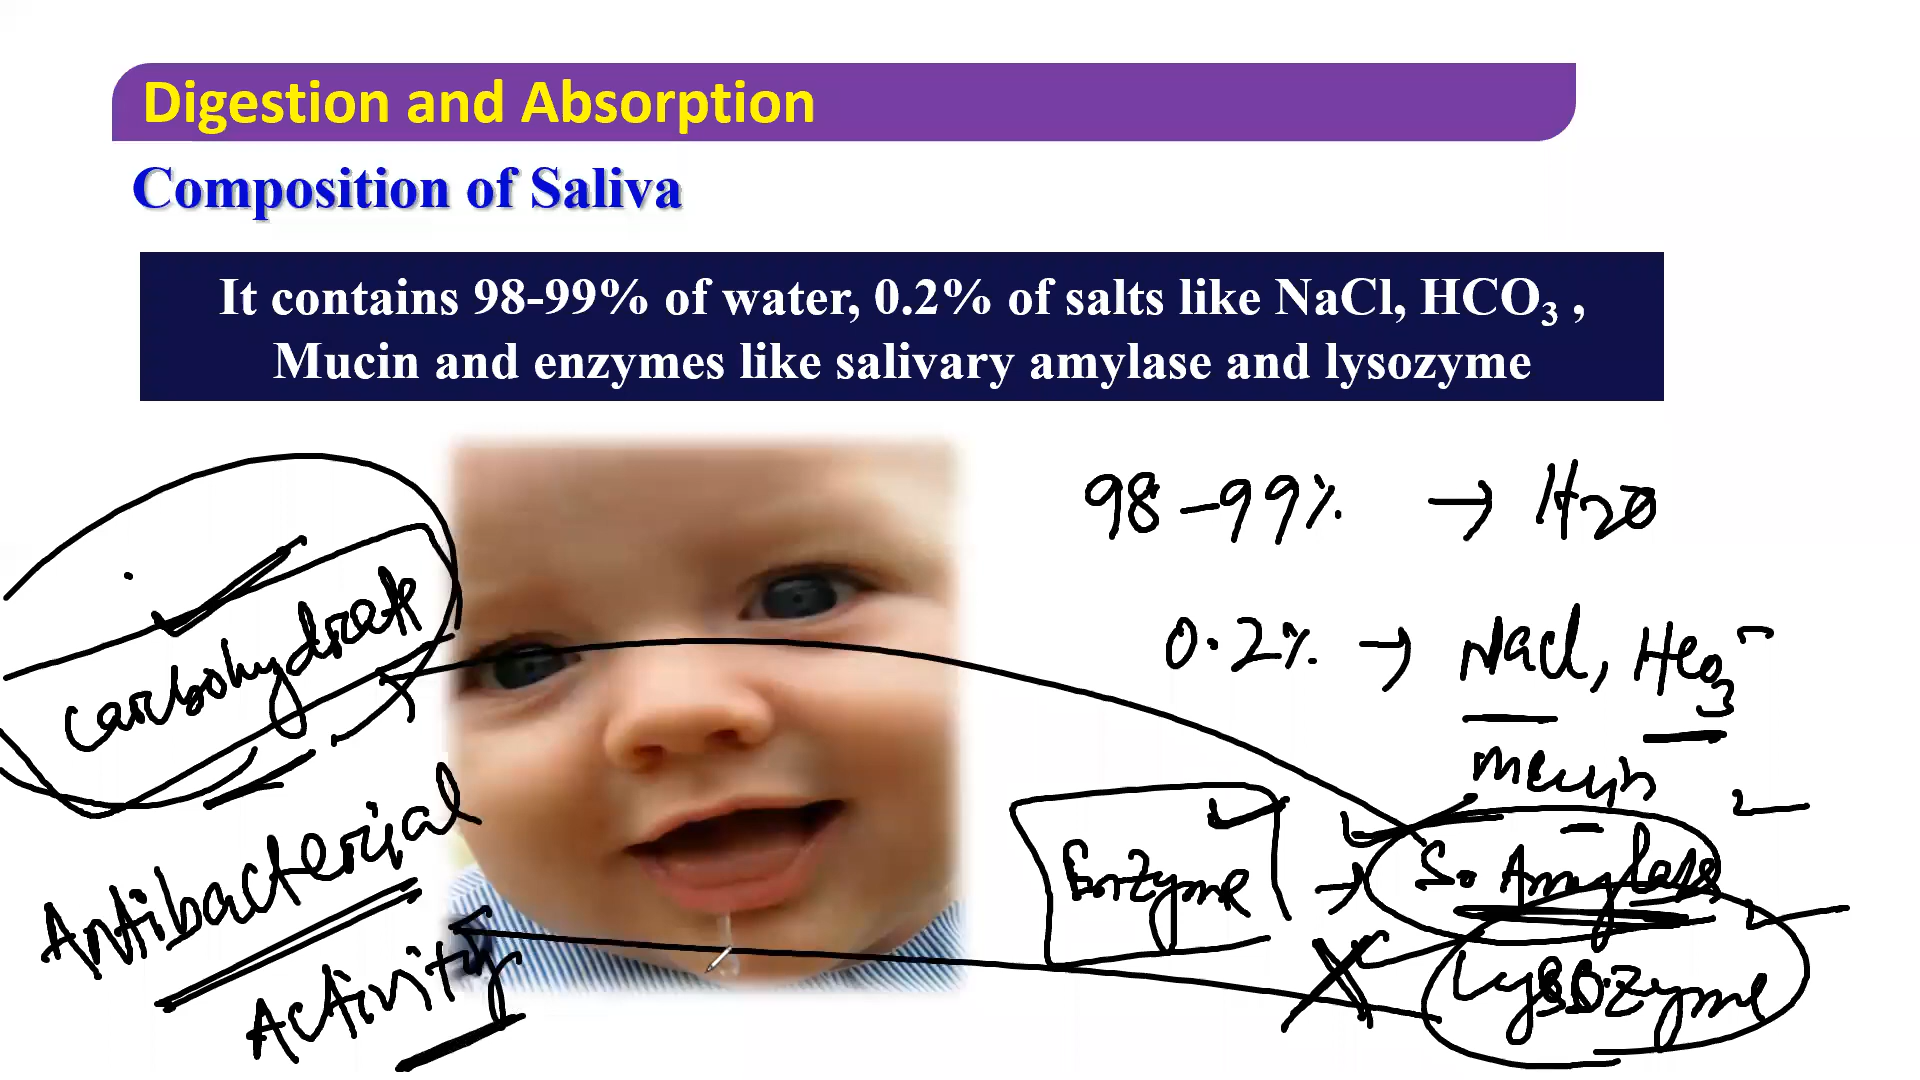 Digestion and Absorption
Composition of Saliva
It contains 98-99% of water, 0.2% of salts like NaCl, HCO₃ ,
Mucin and enzymes like salivary amylase and lysozyme
98-99% → H2O
0.2% → NaCl, HCO₃⁻
mucin
Carbohydrate
Enzyme → S. Amylase
Lysozyme
Antibacterial
Activity